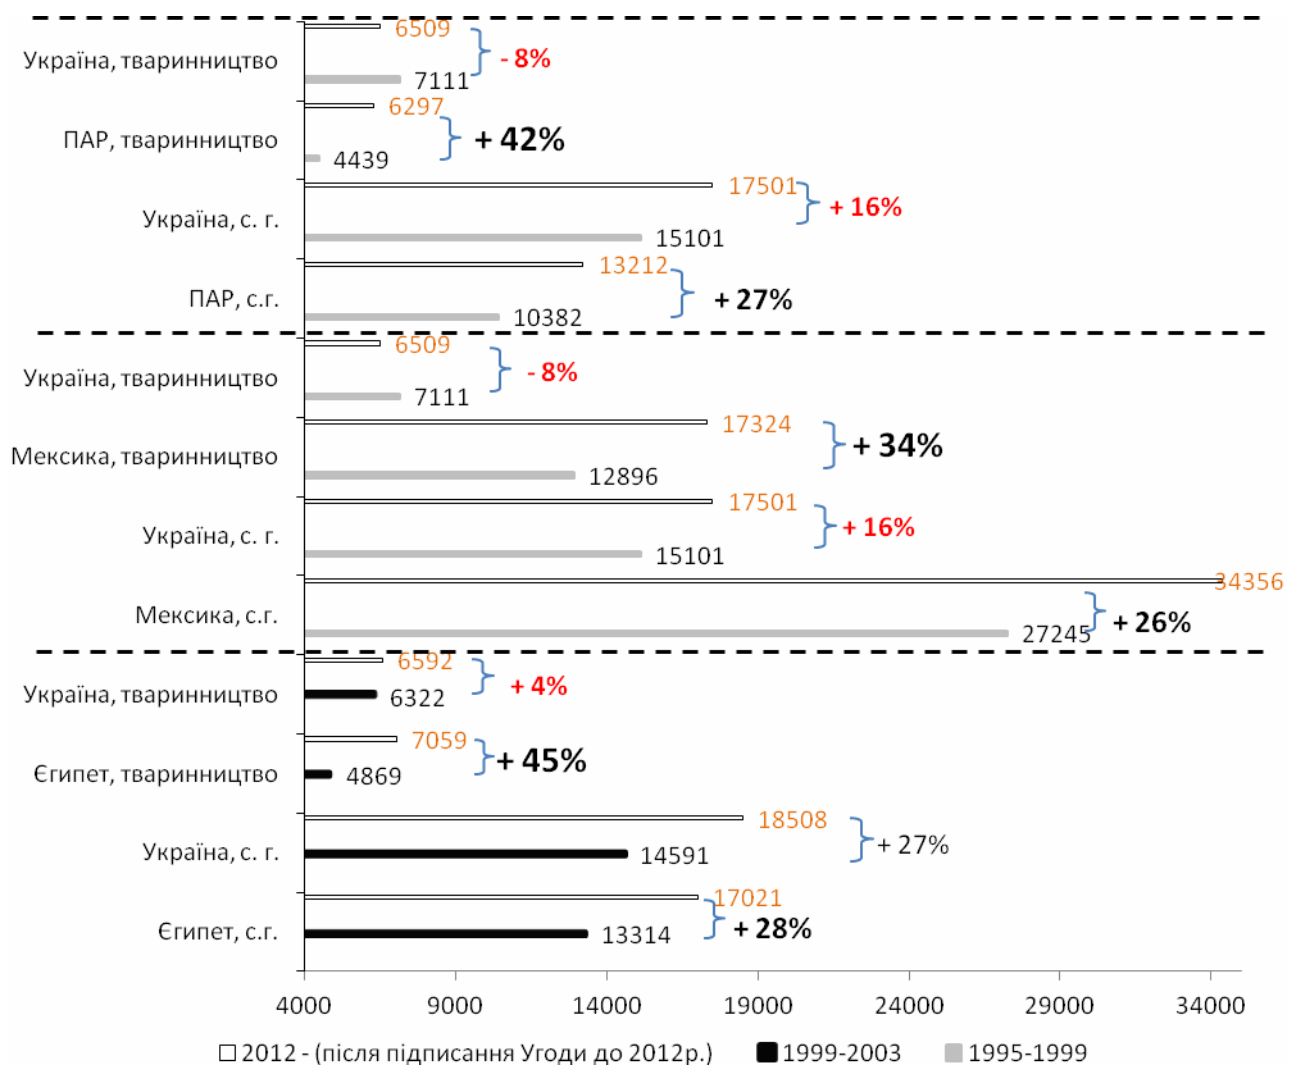 6509
Україна, тваринництво
- 8%
7111
6297
ПАР, тваринництво
+ 42%
4439
17501
Україна, с. г.
+ 16%
15101
13212
ПАР, с.г.
+ 27%
10382
6509
Україна, тваринництво
- 8%
7111
17324
Мексика, тваринництво
+ 34%
12896
17501
Україна, с. г.
+ 16%
15101
34356
Мексика, с.г.
+ 26%
27245
6592
Україна, тваринництво
+ 4%
6322
7059
Єгипет, тваринництво
+ 45%
4869
18508
Україна, с. г.
+ 27%
14591
17021
Єгипет, с.г.
+ 28%
13314
4000 9000 14000 19000 24000 29000 34000
2012 - (після підписання Угоди до 2012р.) 1999-2003 1995-1999